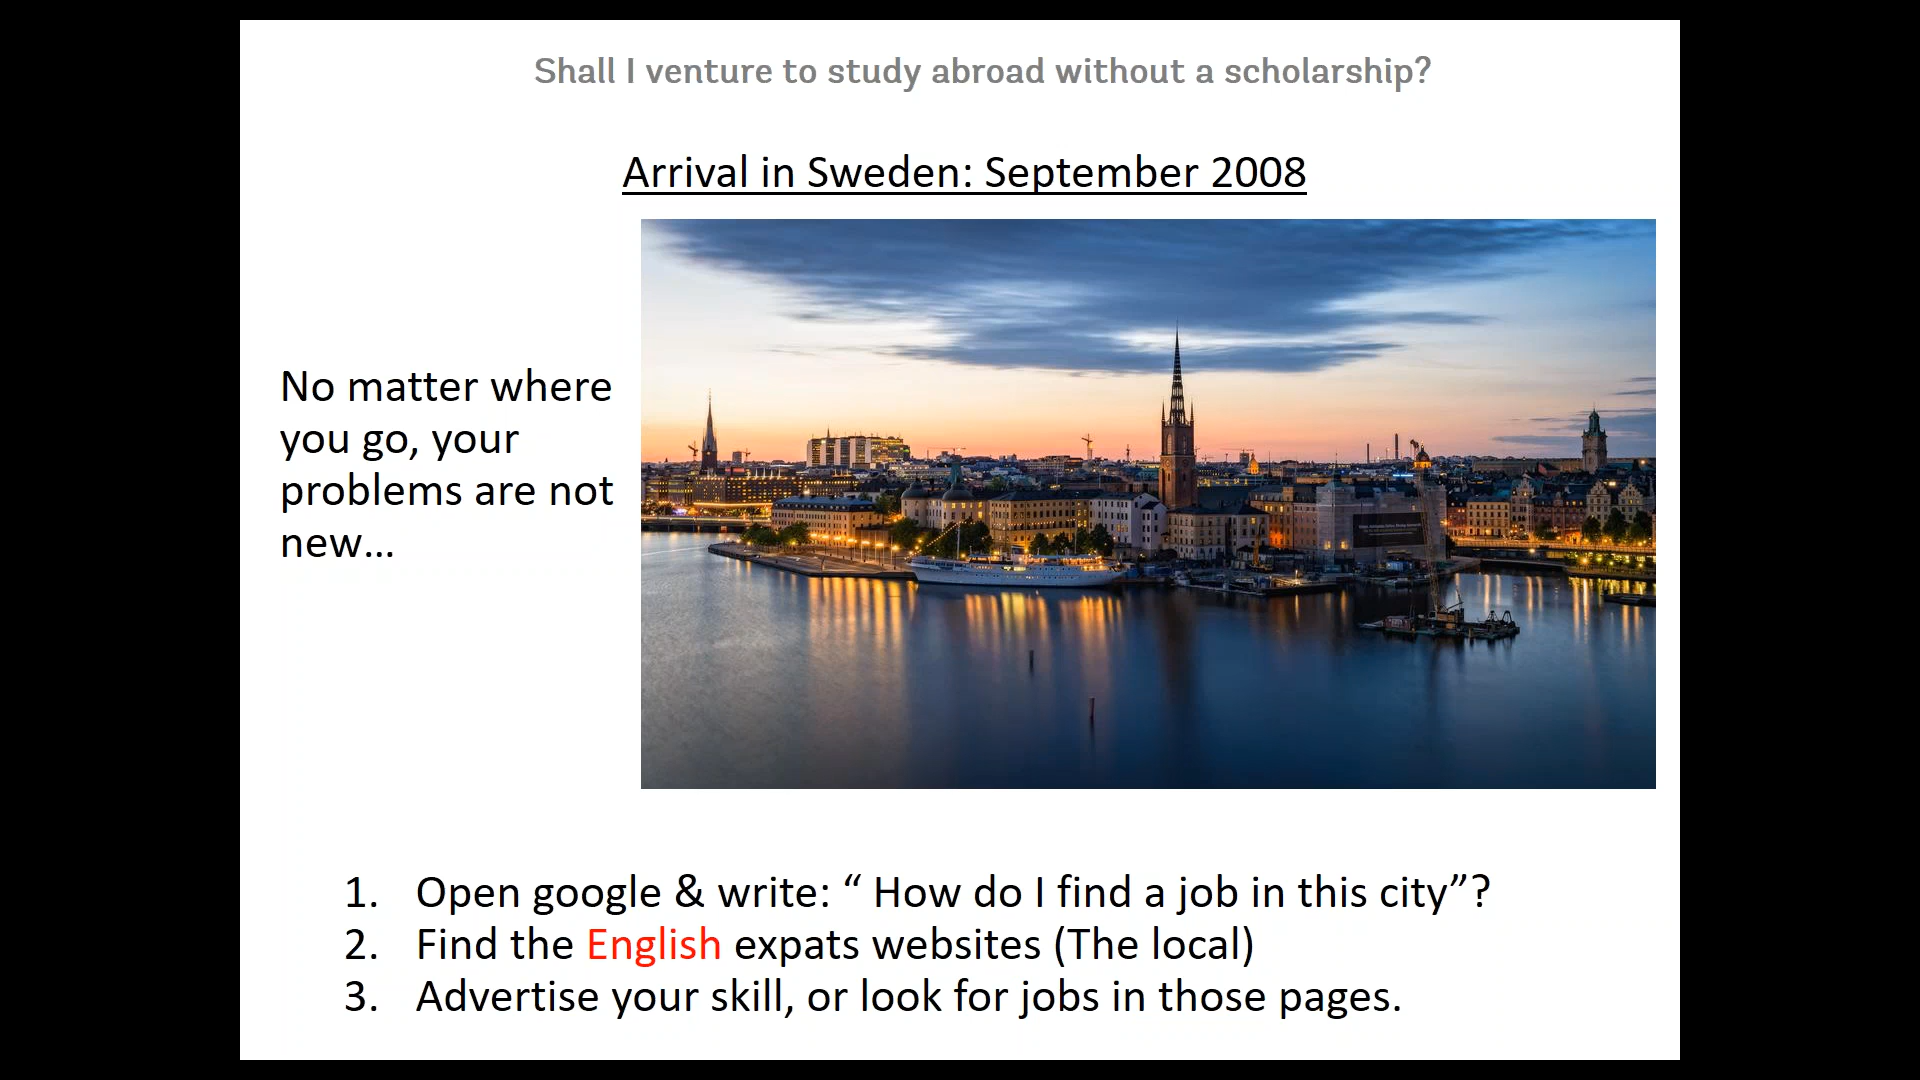 Shall I venture to study abroad without a scholarship?
Arrival in Sweden: September 2008
No matter where
you go, your
problems are not
new...
1. Open google & write: “ How do I find a job in this city”?
2. Find the English expats websites (The local)
3. Advertise your skill, or look for jobs in those pages.